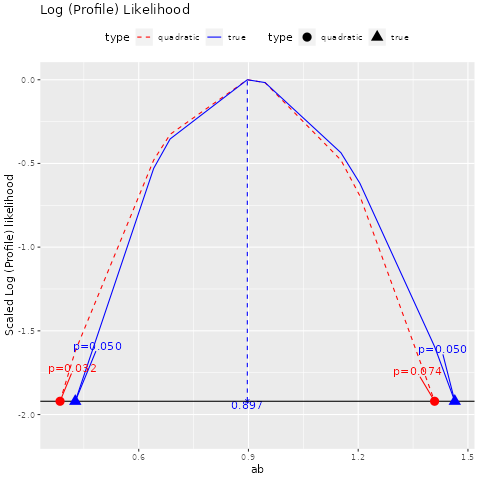 Log (Profile) Likelihood
type quadratic true type quadratic true
0.0
-0.5
-1.0
-1.5
-2.0
Scaled Log (Profile) likelihood
p=0.050
p=0.032
p=0.050
p=0.074
0.897
0.6 0.9 1.2 1.5
ab